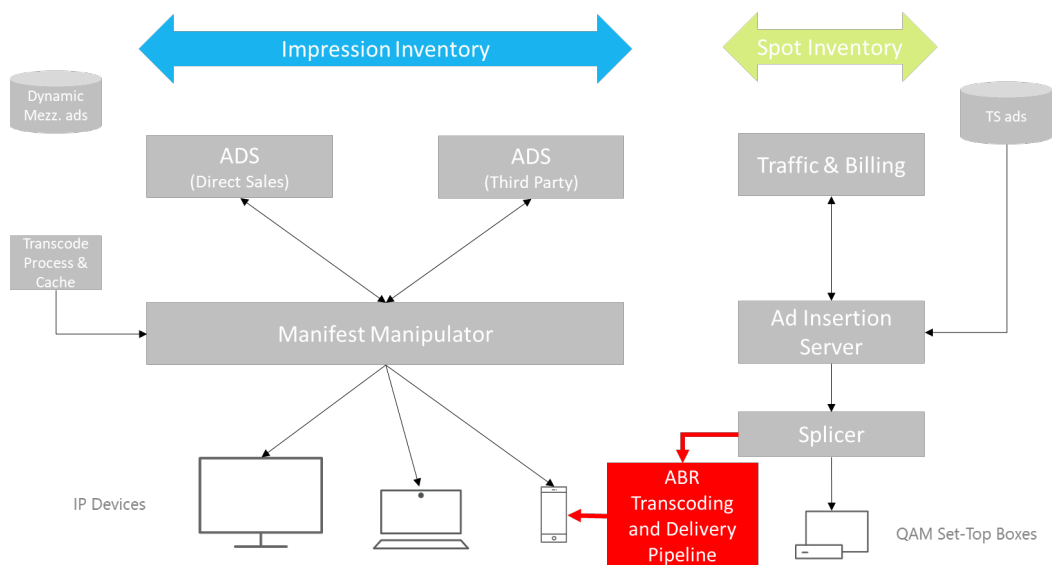 Impression Inventory
Spot Inventory
Dynamic
Mezz. ads
TS ads
ADS
(Direct Sales)
ADS
(Third Party)
Traffic & Billing
Transcode
Process &
Cache
Manifest Manipulator
Ad Insertion
Server
Splicer
IP Devices
ABR
Transcoding
and Delivery
Pipeline
QAM Set-Top Boxes